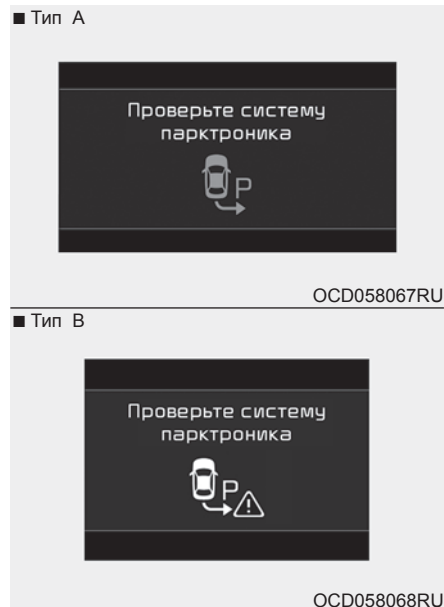 ■ Тип A
Проверьте систему
парктроника
P
OCD058067RU
■ Тип B
Проверьте систему
парктроника
P
OCD058068RU